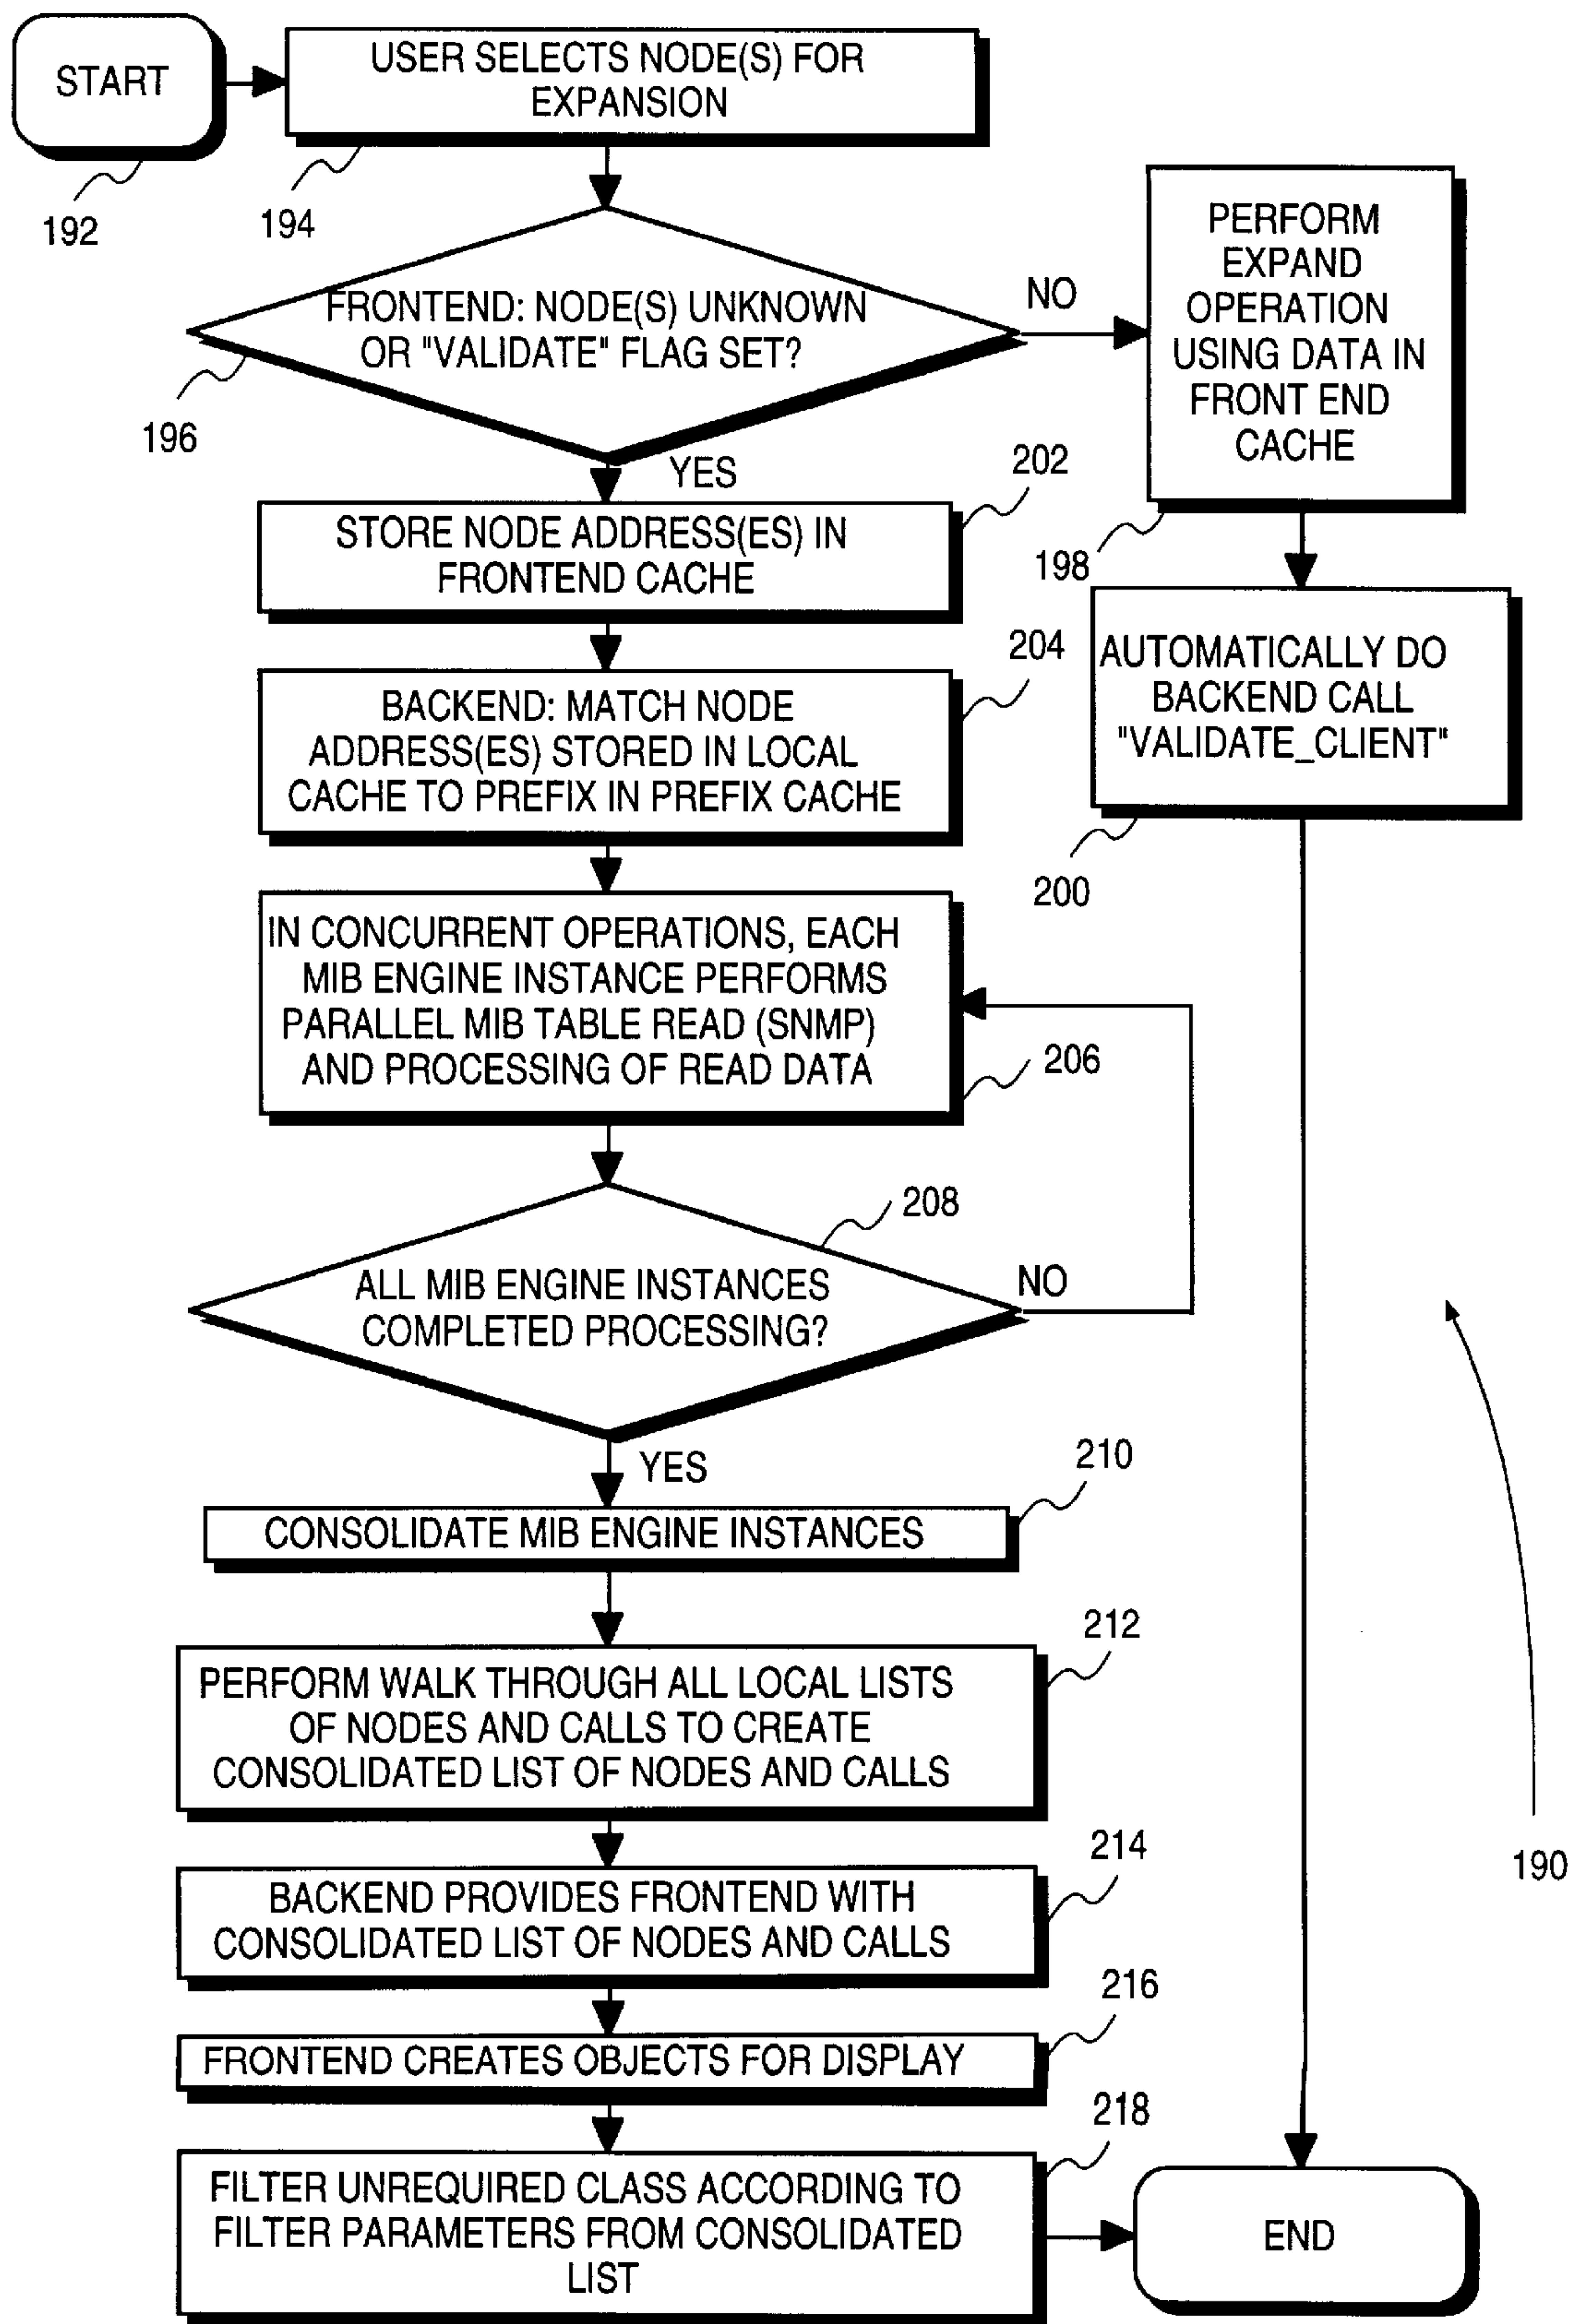 START
192
USER SELECTS NODE(S) FOR
EXPANSION
194
FRONTEND: NODE(S) UNKNOWN
OR "VALIDATE" FLAG SET?
196
NO
PERFORM
EXPAND
OPERATION
USING DATA IN
FRONT END
CACHE
198
AUTOMATICALLY DO
BACKEND CALL
"VALIDATE_CLIENT"
200
YES
STORE NODE ADDRESS(ES) IN
FRONTEND CACHE
202
BACKEND: MATCH NODE
ADDRESS(ES) STORED IN LOCAL
CACHE TO PREFIX IN PREFIX CACHE
204
IN CONCURRENT OPERATIONS, EACH
MIB ENGINE INSTANCE PERFORMS
PARALLEL MIB TABLE READ (SNMP)
AND PROCESSING OF READ DATA
206
ALL MIB ENGINE INSTANCES
COMPLETED PROCESSING?
208
NO
YES
CONSOLIDATE MIB ENGINE INSTANCES
210
PERFORM WALK THROUGH ALL LOCAL LISTS
OF NODES AND CALLS TO CREATE
CONSOLIDATED LIST OF NODES AND CALLS
212
BACKEND PROVIDES FRONTEND WITH
CONSOLIDATED LIST OF NODES AND CALLS
214
FRONTEND CREATES OBJECTS FOR DISPLAY
216
FILTER UNREQUIRED CLASS ACCORDING TO
FILTER PARAMETERS FROM CONSOLIDATED
LIST
218
END
190